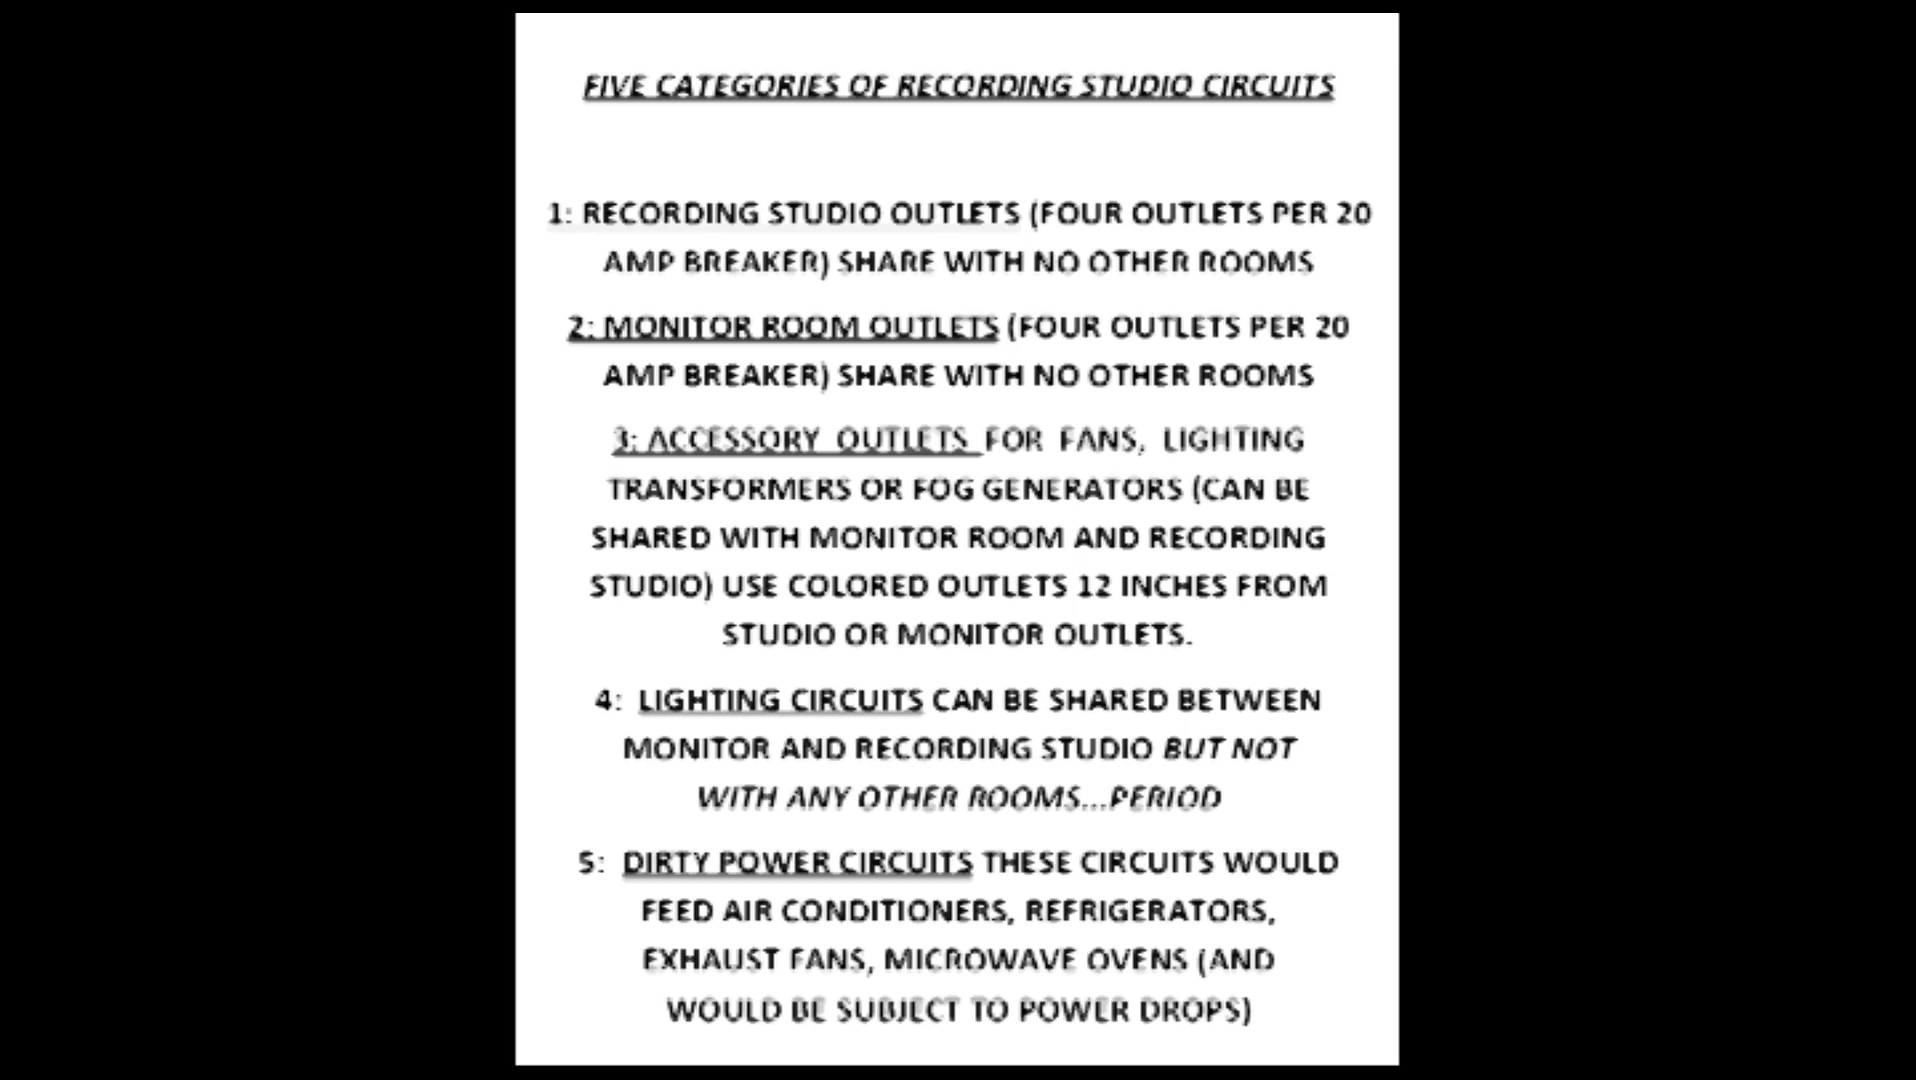 FIVE CATEGORIES OF RECORDING STUDIO CIRCUITS
1: RECORDING STUDIO OUTLETS (FOUR OUTLETS PER 20
AMP BREAKER) SHARE WITH NO OTHER ROOMS
2: MONITOR ROOM OUTLETS (FOUR OUTLETS PER 20
AMP BREAKER) SHARE WITH NO OTHER ROOMS
3: ACCESSORY OUTLETS FOR FANS, LIGHTING
TRANSFORMERS OR FOG GENERATORS (CAN BE
SHARED WITH MONITOR ROOM AND RECORDING
STUDIO) USE COLORED OUTLETS 12 INCHES FROM
STUDIO OR MONITOR OUTLETS.
4: LIGHTING CIRCUITS CAN BE SHARED BETWEEN
MONITOR AND RECORDING STUDIO BUT NOT
WITH ANY OTHER ROOMS...PERIOD
5: DIRTY POWER CIRCUITS THESE CIRCUITS WOULD
FEED AIR CONDITIONERS, REFRIGERATORS,
EXHAUST FANS, MICROWAVE OVENS (AND
WOULD BE SUBJECT TO POWER DROPS)